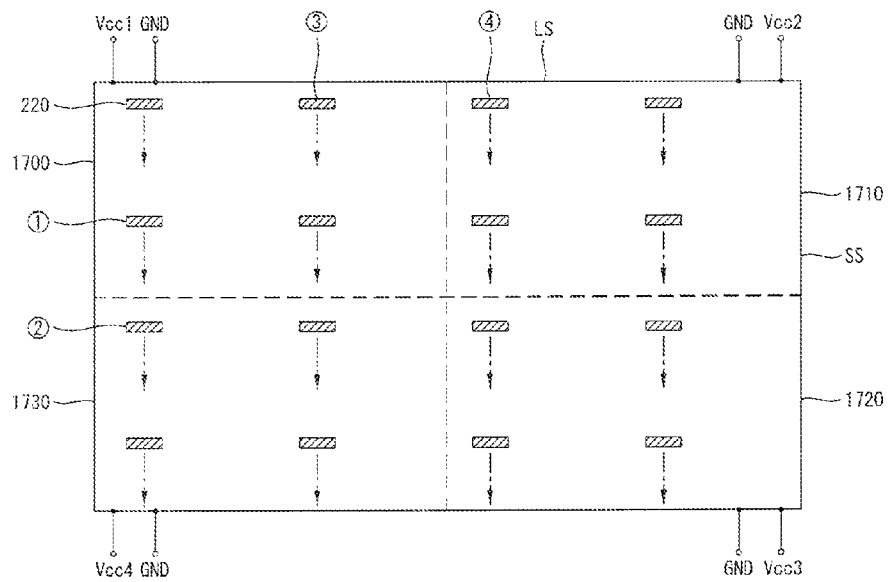 Vcc1 GND ③ ④ LS GND Vcc2
220
1700
1710
①
SS
②
1730
1720
Vcc4 GND GND Vcc3